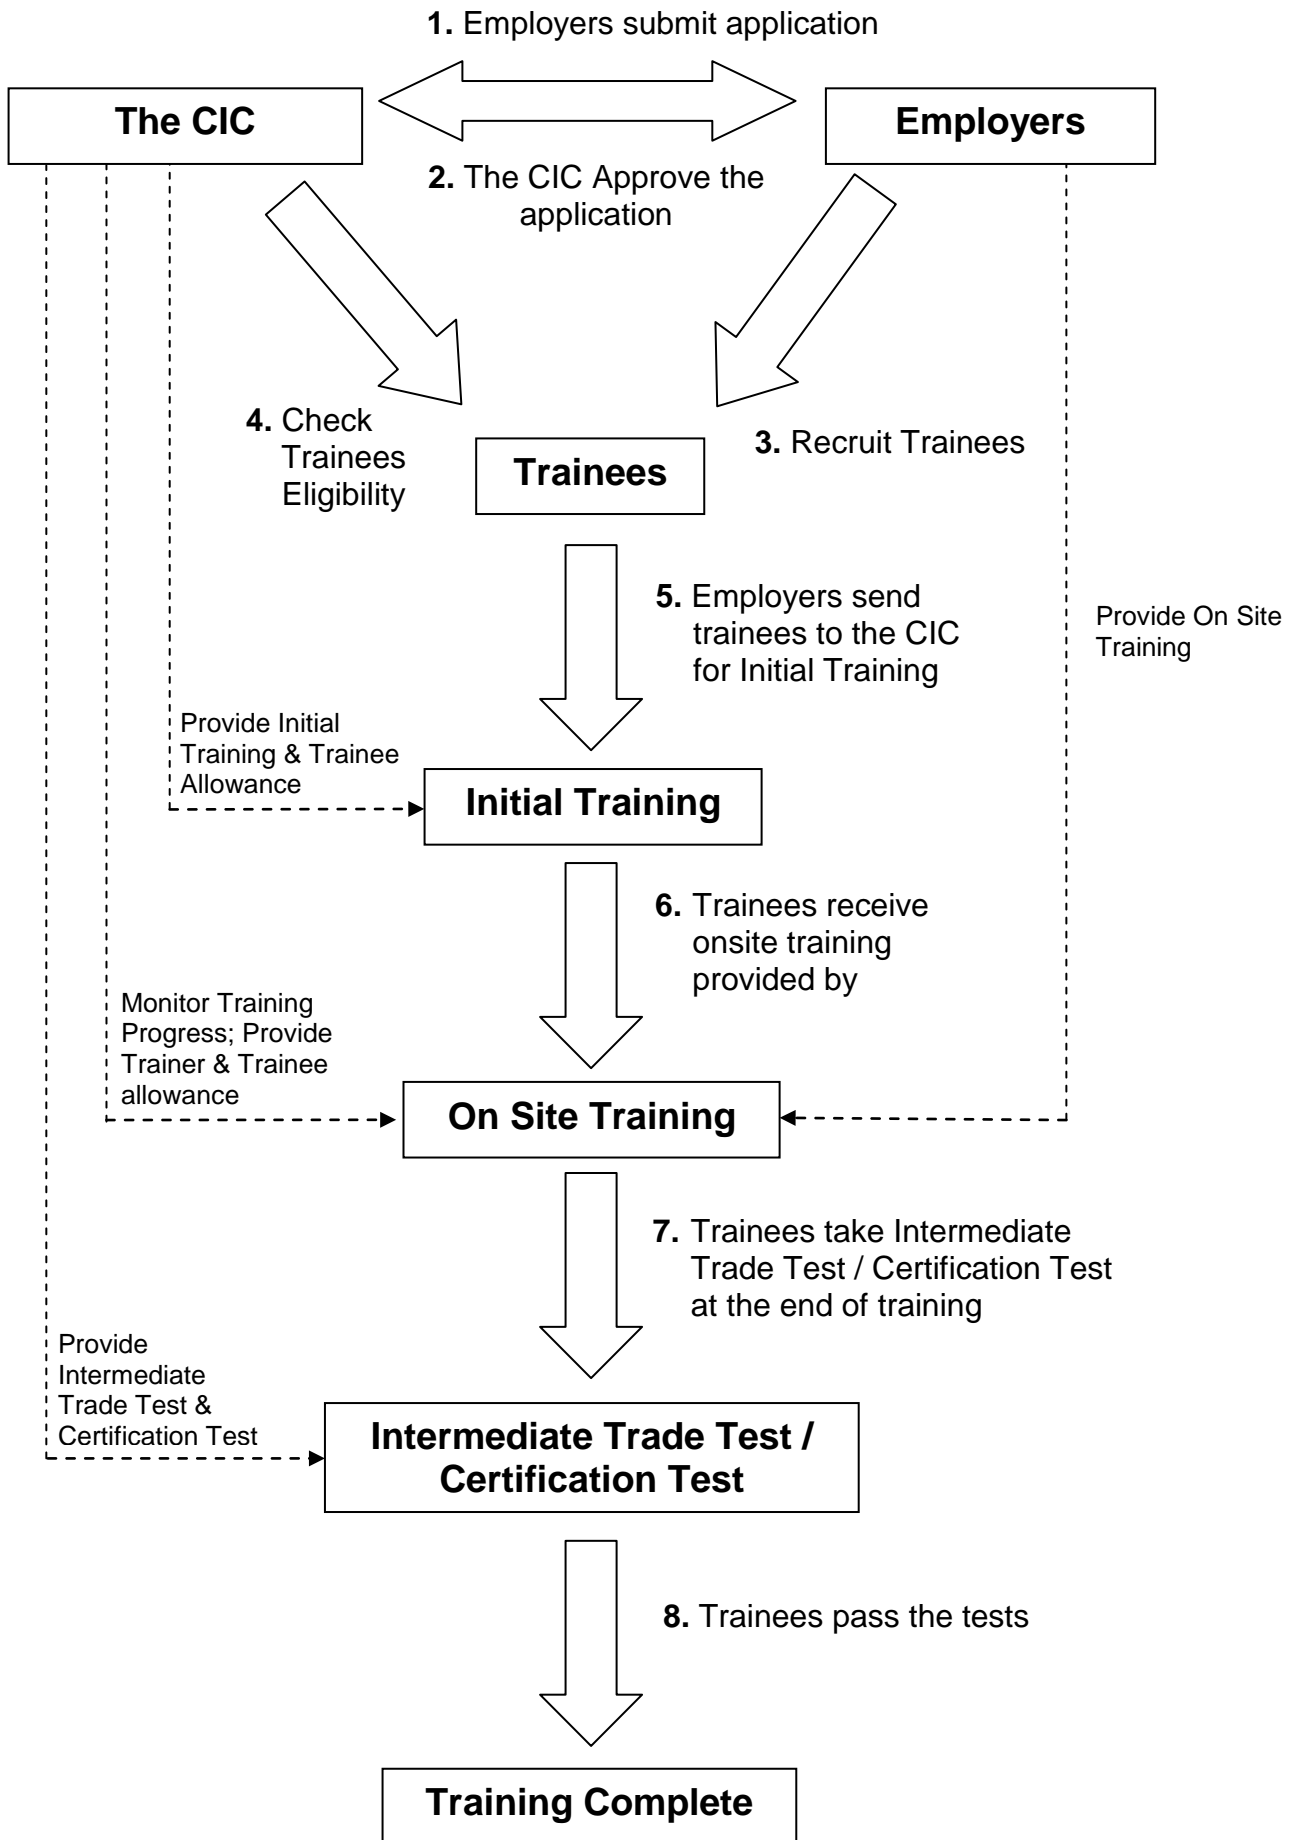 1. Employers submit application
The CIC
Employers
2. The CIC Approve the
application
4. Check
Trainees
Eligibility
3. Recruit Trainees
Trainees
5. Employers send
trainees to the CIC
for Initial Training
Provide On Site
Training
Provide Initial
Training & Trainee
Allowance
Initial Training
6. Trainees receive
onsite training
provided by
Monitor Training
Progress; Provide
Trainer & Trainee
allowance
On Site Training
7. Trainees take Intermediate
Trade Test / Certification Test
at the end of training
Provide
Intermediate
Trade Test &
Certification Test
Intermediate Trade Test /
Certification Test
8. Trainees pass the tests
Training Complete